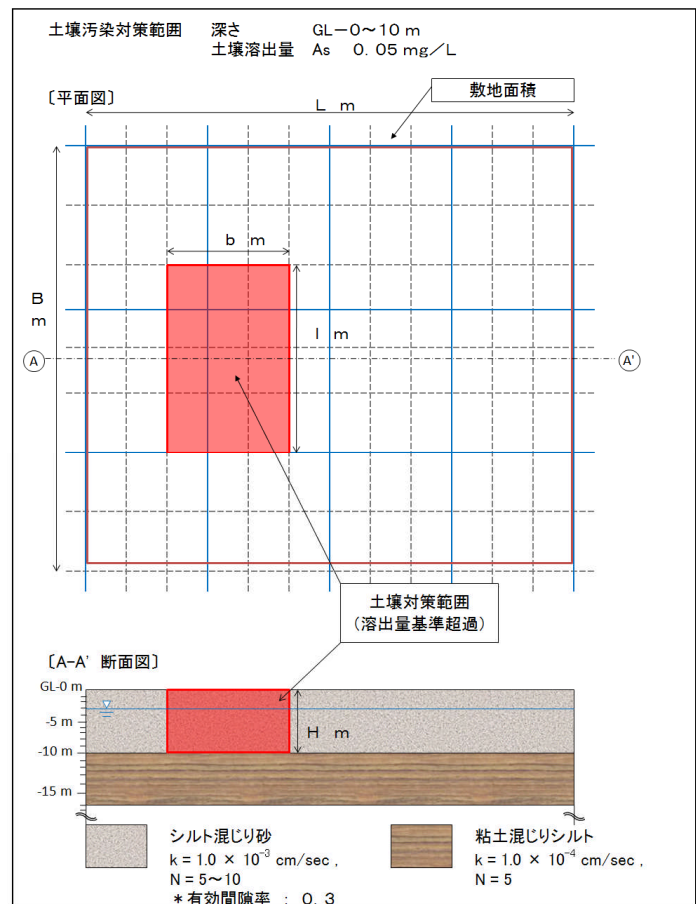 土壌汚染対策範囲 深さ GL－0～10 m
土壌溶出量 As 0.05 mg／L
〔平面図〕
敷地面積
L m
b m
B
m
l m
A
A'
土壌対策範囲
（溶出量基準超過）
〔A-A' 断面図〕
GL-0 m
-5 m
H m
-10 m
-15 m
シルト混じり砂
k = 1.0 × 10⁻³ cm/sec ,
N = 5～10
＊有効間隙率 : 0.3
粘土混じりシルト
k = 1.0 × 10⁻⁴ cm/sec ,
N = 5